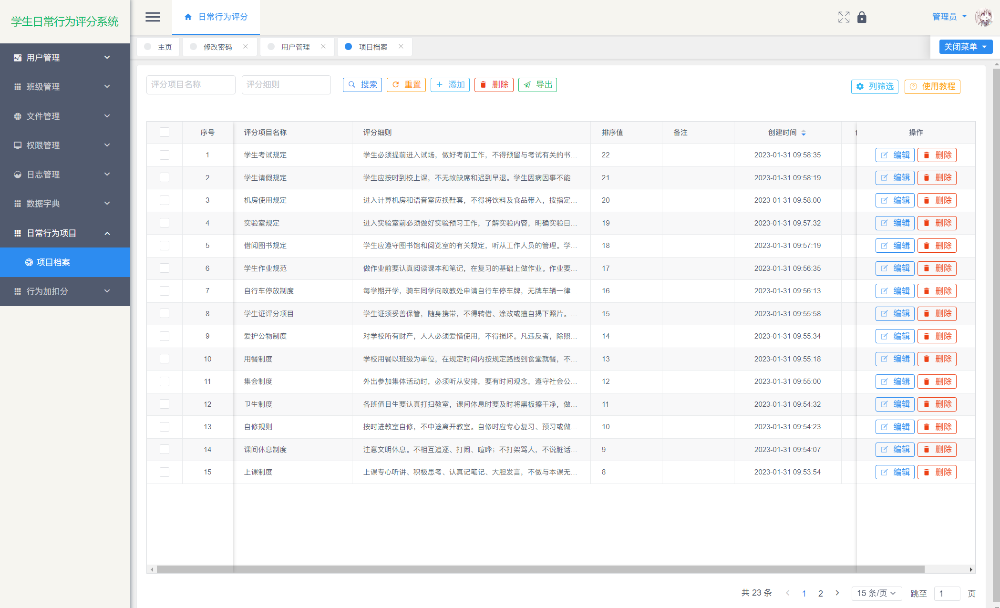 学生日常行为评分系统
日常行为评分
管理员
主页
修改密码
用户管理
项目档案
关闭菜单
用户管理
班级管理
文件管理
权限管理
日志管理
数据字典
日常行为项目
项目档案
行为加扣分
评分项目名称 评分细则 搜索 重置 添加 删除 导出 列筛选 使用教程
序号 评分项目名称 评分细则 排序值 备注 创建时间 操作
1 学生考试规定 学生必须提前进入试场，做好考前工作，不得预留与考试有关的书... 22 2023-01-31 09:58:35 编辑 删除
2 学生请假规定 学生应按时到校上课，不无故缺席和迟到早退。学生因病因事不能... 21 2023-01-31 09:58:19 编辑 删除
3 机房使用规定 进入计算机房和语音室应换鞋套，不得将饮料及食品带入，按指定... 20 2023-01-31 09:58:00 编辑 删除
4 实验室规定 进入实验室前必须做好实验预习工作，了解实验内容，明确实验目... 19 2023-01-31 09:57:32 编辑 删除
5 借阅图书规定 学生应遵守图书馆和阅览室的有关规定，听从工作人员的管理。学... 18 2023-01-31 09:57:19 编辑 删除
6 学生作业规范 做作业前要认真阅读课本和笔记，在复习的基础上做作业。作业要... 17 2023-01-31 09:56:35 编辑 删除
7 自行车停放制度 每学期开学，骑车同学向政教处申请自行车停车牌，无牌车辆一律... 16 2023-01-31 09:56:13 编辑 删除
8 学生证评分项目 学生证须妥善保管，随身携带，不得转借、涂改或擅自揭下照片。... 15 2023-01-31 09:55:58 编辑 删除
9 爱护公物制度 对学校所有财产，人人必须爱惜使用，不得损坏。凡违反者，除照... 14 2023-01-31 09:55:34 编辑 删除
10 用餐制度 学校用餐以班级为单位，在规定时间内按规定路线到食堂就餐，不... 13 2023-01-31 09:55:18 编辑 删除
11 集会制度 外出参加集体活动时，必须听从安排，要有时间观念，遵守社会公... 12 2023-01-31 09:55:00 编辑 删除
12 卫生制度 各班值日生要认真打扫教室，课间休息时要及时将黑板擦干净，做... 11 2023-01-31 09:54:32 编辑 删除
13 自修规则 按时进教室自修，不中途离开教室。自修时应专心复习、预习或做... 10 2023-01-31 09:54:23 编辑 删除
14 课间休息制度 注意文明休息。不相互追逐、打闹、喧哗；不打架骂人，不说脏话... 9 2023-01-31 09:54:07 编辑 删除
15 上课制度 上课专心听讲、积极思考、认真记笔记、大胆发言，不做与本课无... 8 2023-01-31 09:53:54 编辑 删除
共 23 条 1 2 15 条/页 跳至 1 页